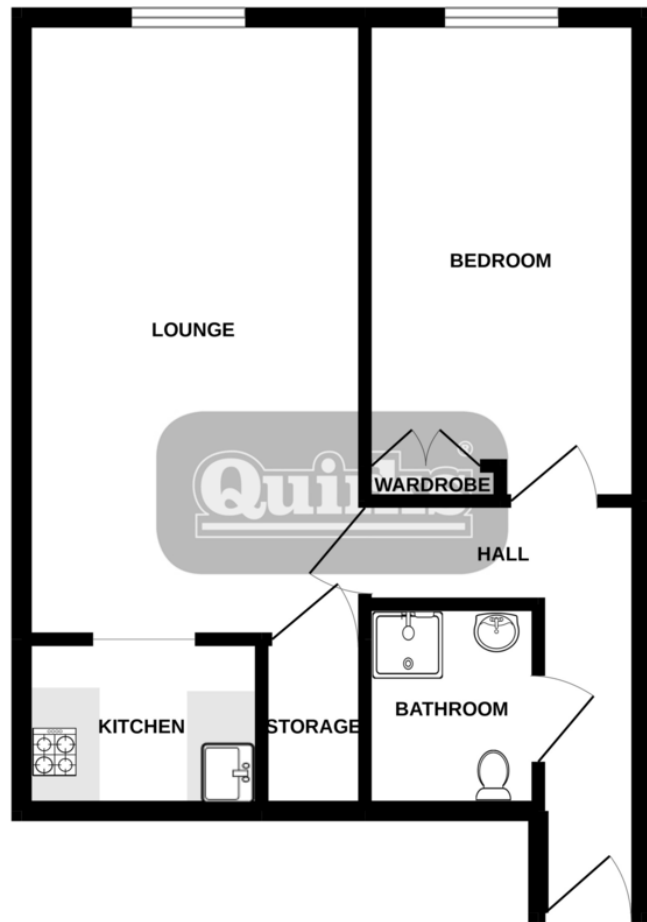 BEDROOM
LOUNGE
Quirks®
WARDROBE
HALL
BATHROOM
KITCHEN
STORAGE